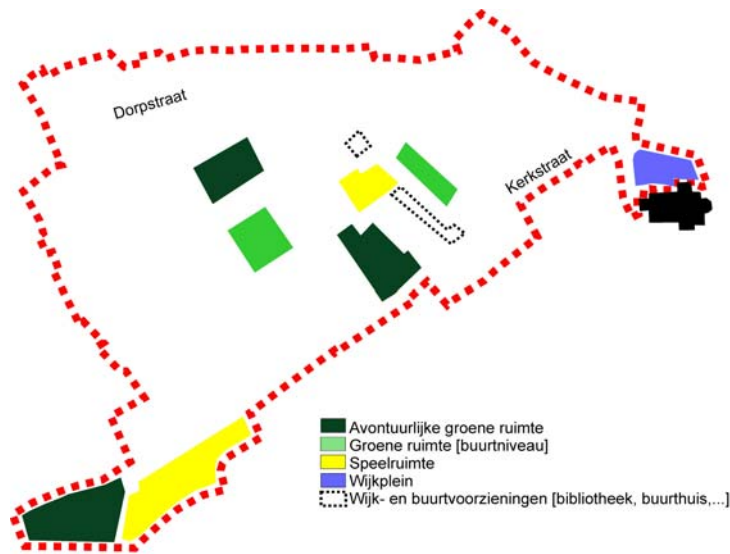 Dorpstraat
Kerkstraat
Avontuurlijke groene ruimte
Groene ruimte [buurtniveau]
Speelruimte
Wijkplein
Wijk- en buurtvoorzieningen [bibliotheek, buurthuis,...]